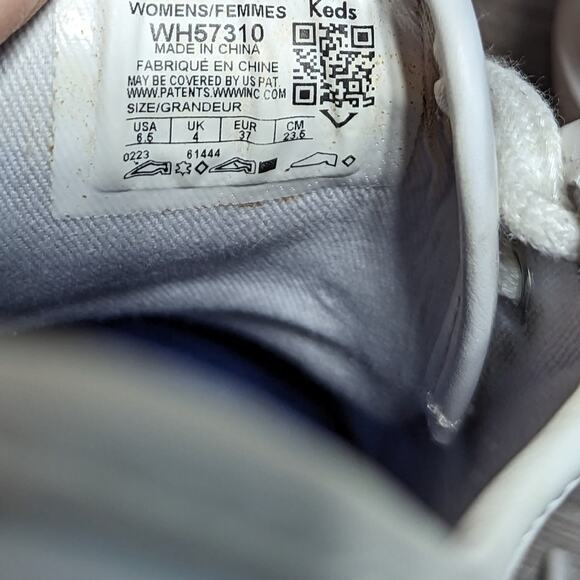 WOMENS/FEMMES Keds
WH57310
MADE IN CHINA
FABRIQUÉ EN CHINE
MAY BE COVERED BY US PAT.
WWW.PATENTS.WWWINC.COM
SIZE/GRANDEUR
USA UK EUR CM
6.5 4 37 23.5
0223 61444